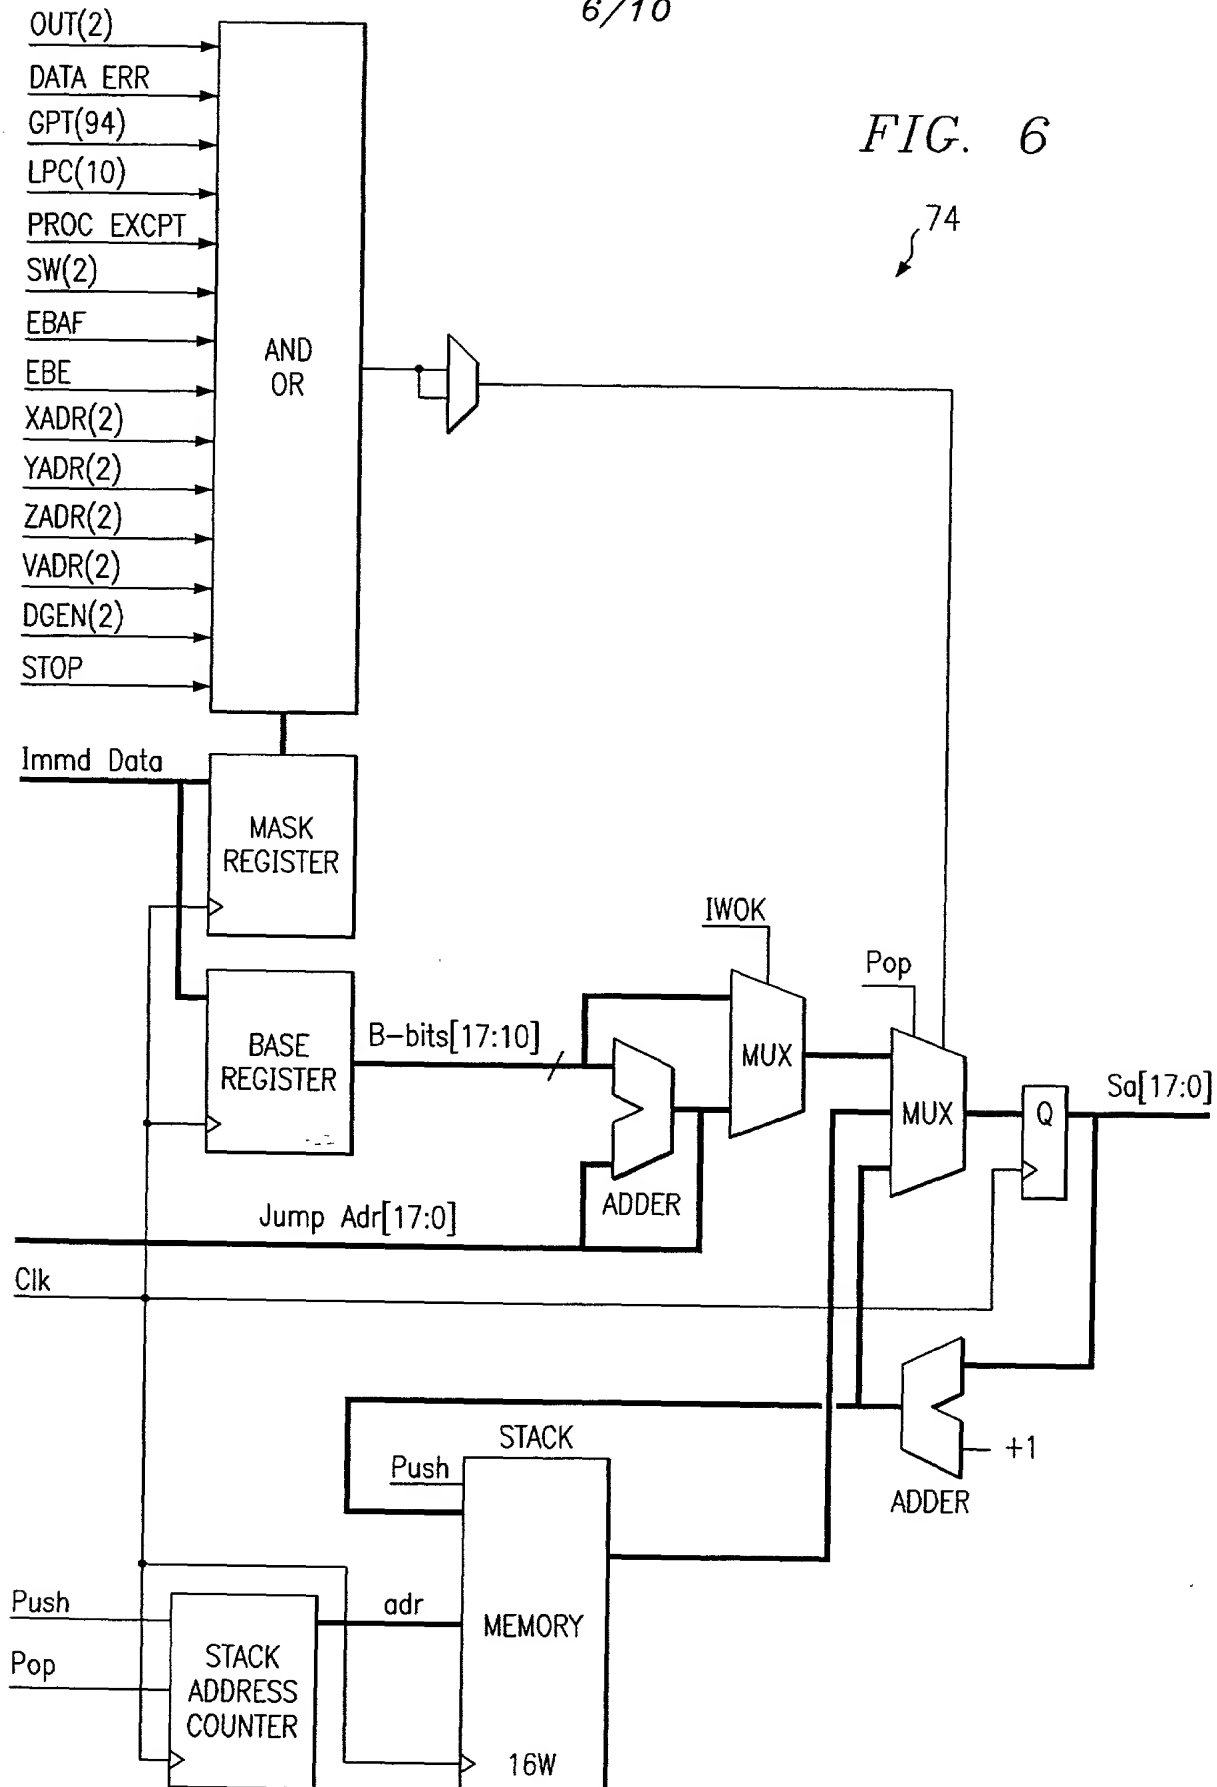 6/10
FIG. 6
74
OUT(2)
DATA ERR
GPT(94)
LPC(10)
PROC EXCPT
SW(2)
EBAF
EBE
XADR(2)
YADR(2)
ZADR(2)
VADR(2)
DGEN(2)
STOP
AND
OR
Immd Data
MASK
REGISTER
BASE
REGISTER
B-bits[17:10]
IWOK
Pop
MUX
MUX
Q
Sa[17:0]
ADDER
Jump Adr[17:0]
Clk
+1
ADDER
STACK
Push
Push
Pop
adr
STACK
ADDRESS
COUNTER
MEMORY
16W